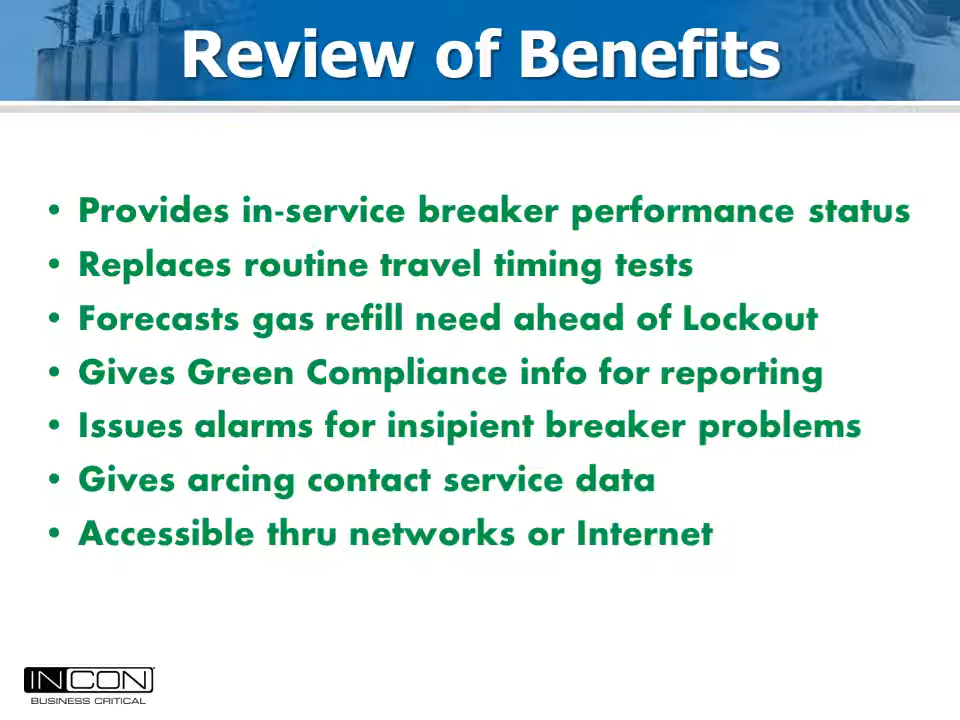 Review of Benefits
• Provides in-service breaker performance status
• Replaces routine travel timing tests
• Forecasts gas refill need ahead of Lockout
• Gives Green Compliance info for reporting
• Issues alarms for insipient breaker problems
• Gives arcing contact service data
• Accessible thru networks or Internet
INCON
BUSINESS CRITICAL